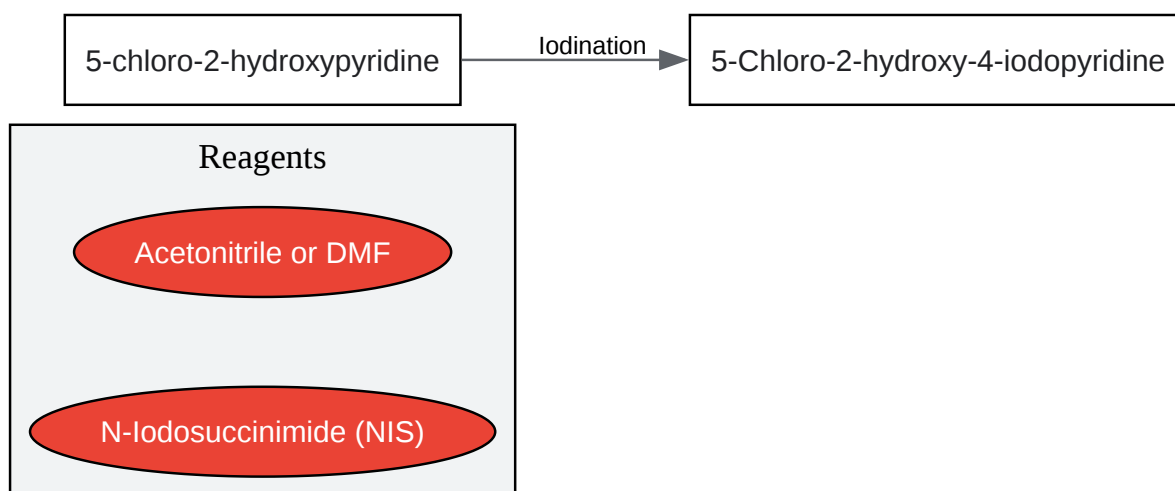 5-chloro-2-hydroxypyridine
Iodination
5-Chloro-2-hydroxy-4-iodopyridine
Reagents
Acetonitrile or DMF
N-Iodosuccinimide (NIS)